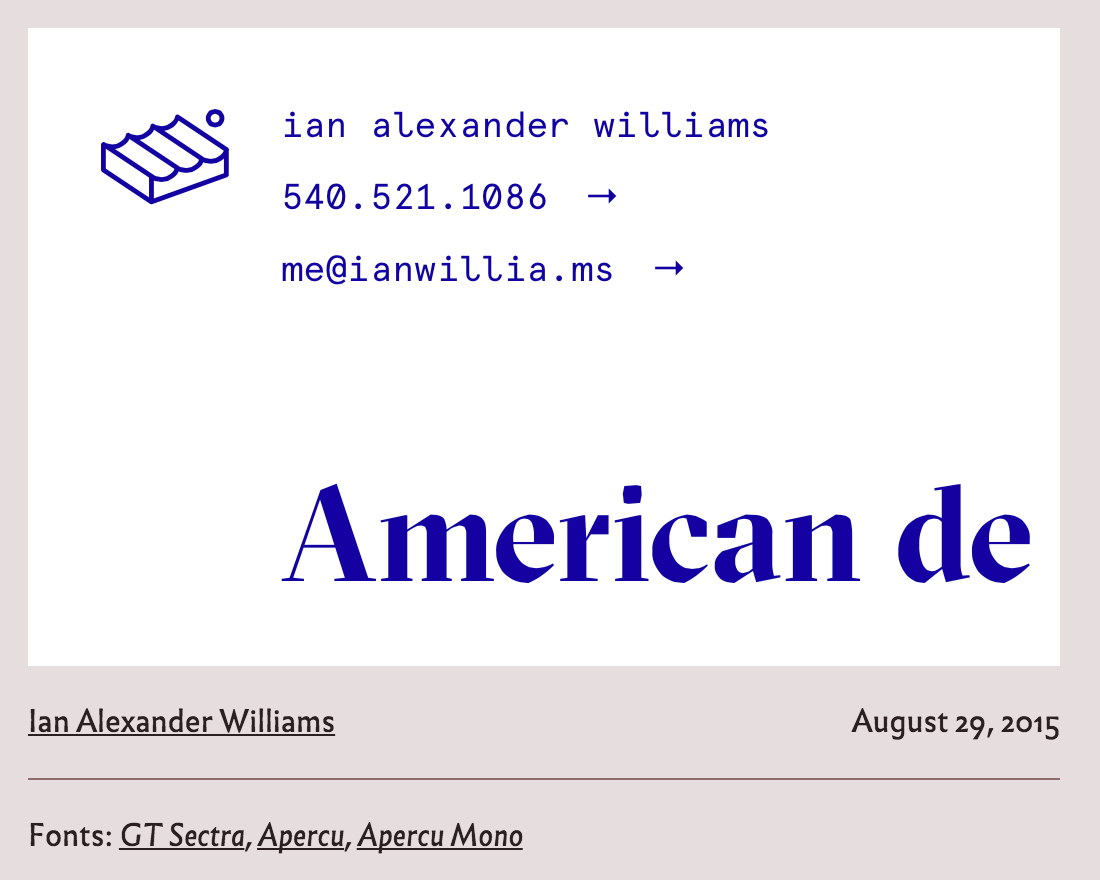 ian alexander williams
540.521.1086 →
me@ianwillia.ms →
American de
Ian Alexander Williams
August 29, 2015
Fonts: GT Sectra, Apercu, Apercu Mono